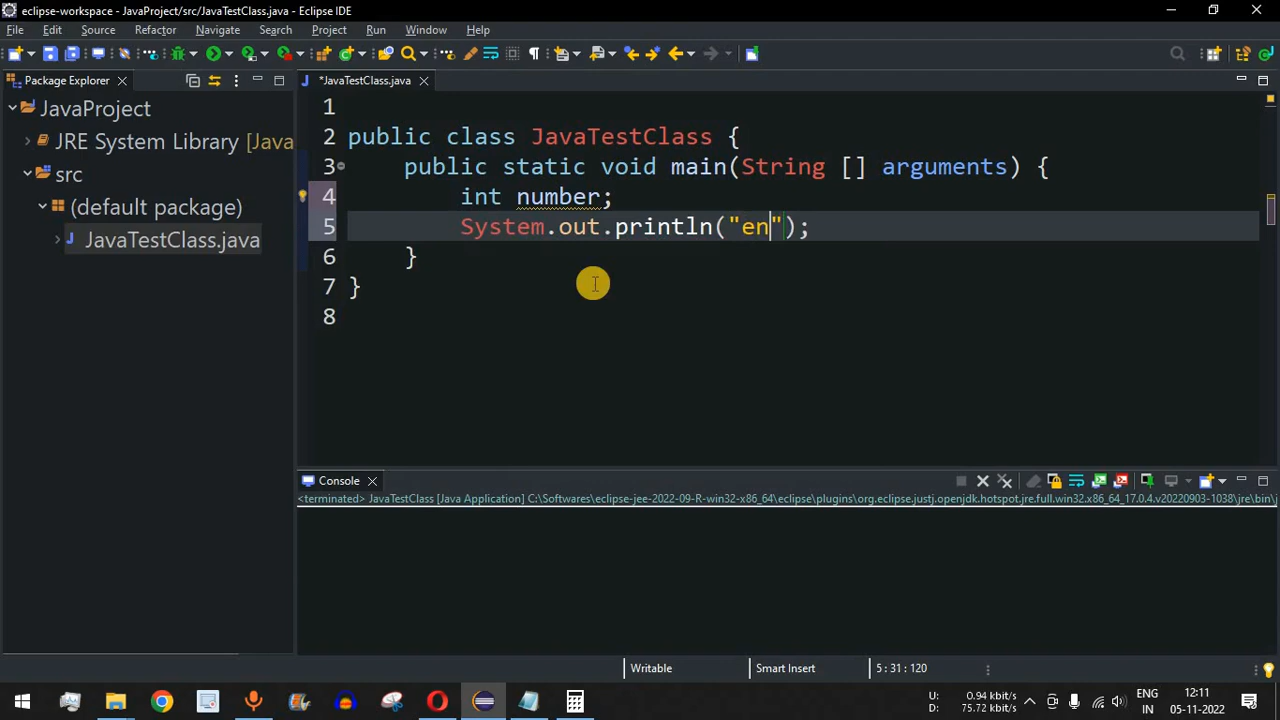 eclipse-workspace - JavaProject/src/JavaTestClass.java - Eclipse IDE
File Edit Source Refactor Navigate Search Project Run Window Help
Package Explorer
*JavaTestClass.java
JavaProject
JRE System Library [Java
src
(default package)
JavaTestClass.java
1
2 public class JavaTestClass {
3 public static void main(String [] arguments) {
4 int number;
5 System.out.println("en");
6 }
7 }
8
Console
<terminated> JavaTestClass [Java Application] C:\Softwares\eclipse-jee-2022-09-R-win32-x86_64\eclipse\plugins\org.eclipse.justj.openjdk.hotspot.jre.full.win32.x86_64_17.0.4.v20220903-1038\jre\bin\j
Writable Smart Insert 5 : 31 : 120
U: 0.94 kbit/s
D: 75.72 kbit/s
ENG
IN
12:11
05-11-2022